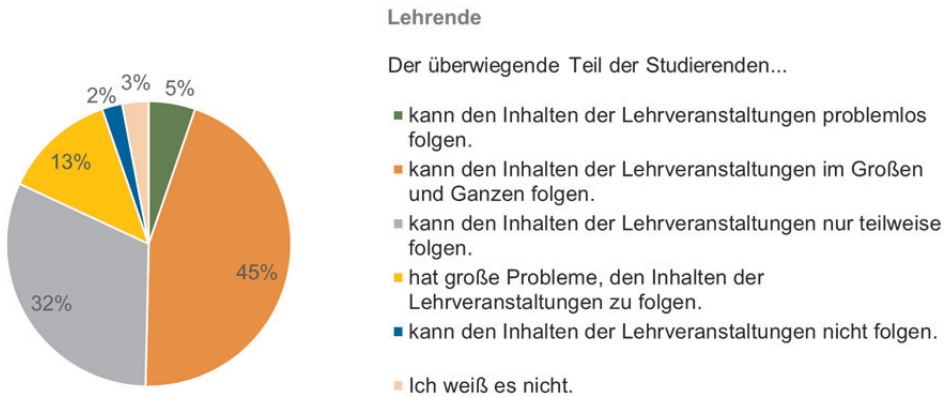 Lehrende
Der überwiegende Teil der Studierenden...
kann den Inhalten der Lehrveranstaltungen problemlos
folgen.
kann den Inhalten der Lehrveranstaltungen im Großen
und Ganzen folgen.
kann den Inhalten der Lehrveranstaltungen nur teilweise
folgen.
hat große Probleme, den Inhalten der
Lehrveranstaltungen zu folgen.
kann den Inhalten der Lehrveranstaltungen nicht folgen.
Ich weiß es nicht.
2%
3%
5%
13%
45%
32%